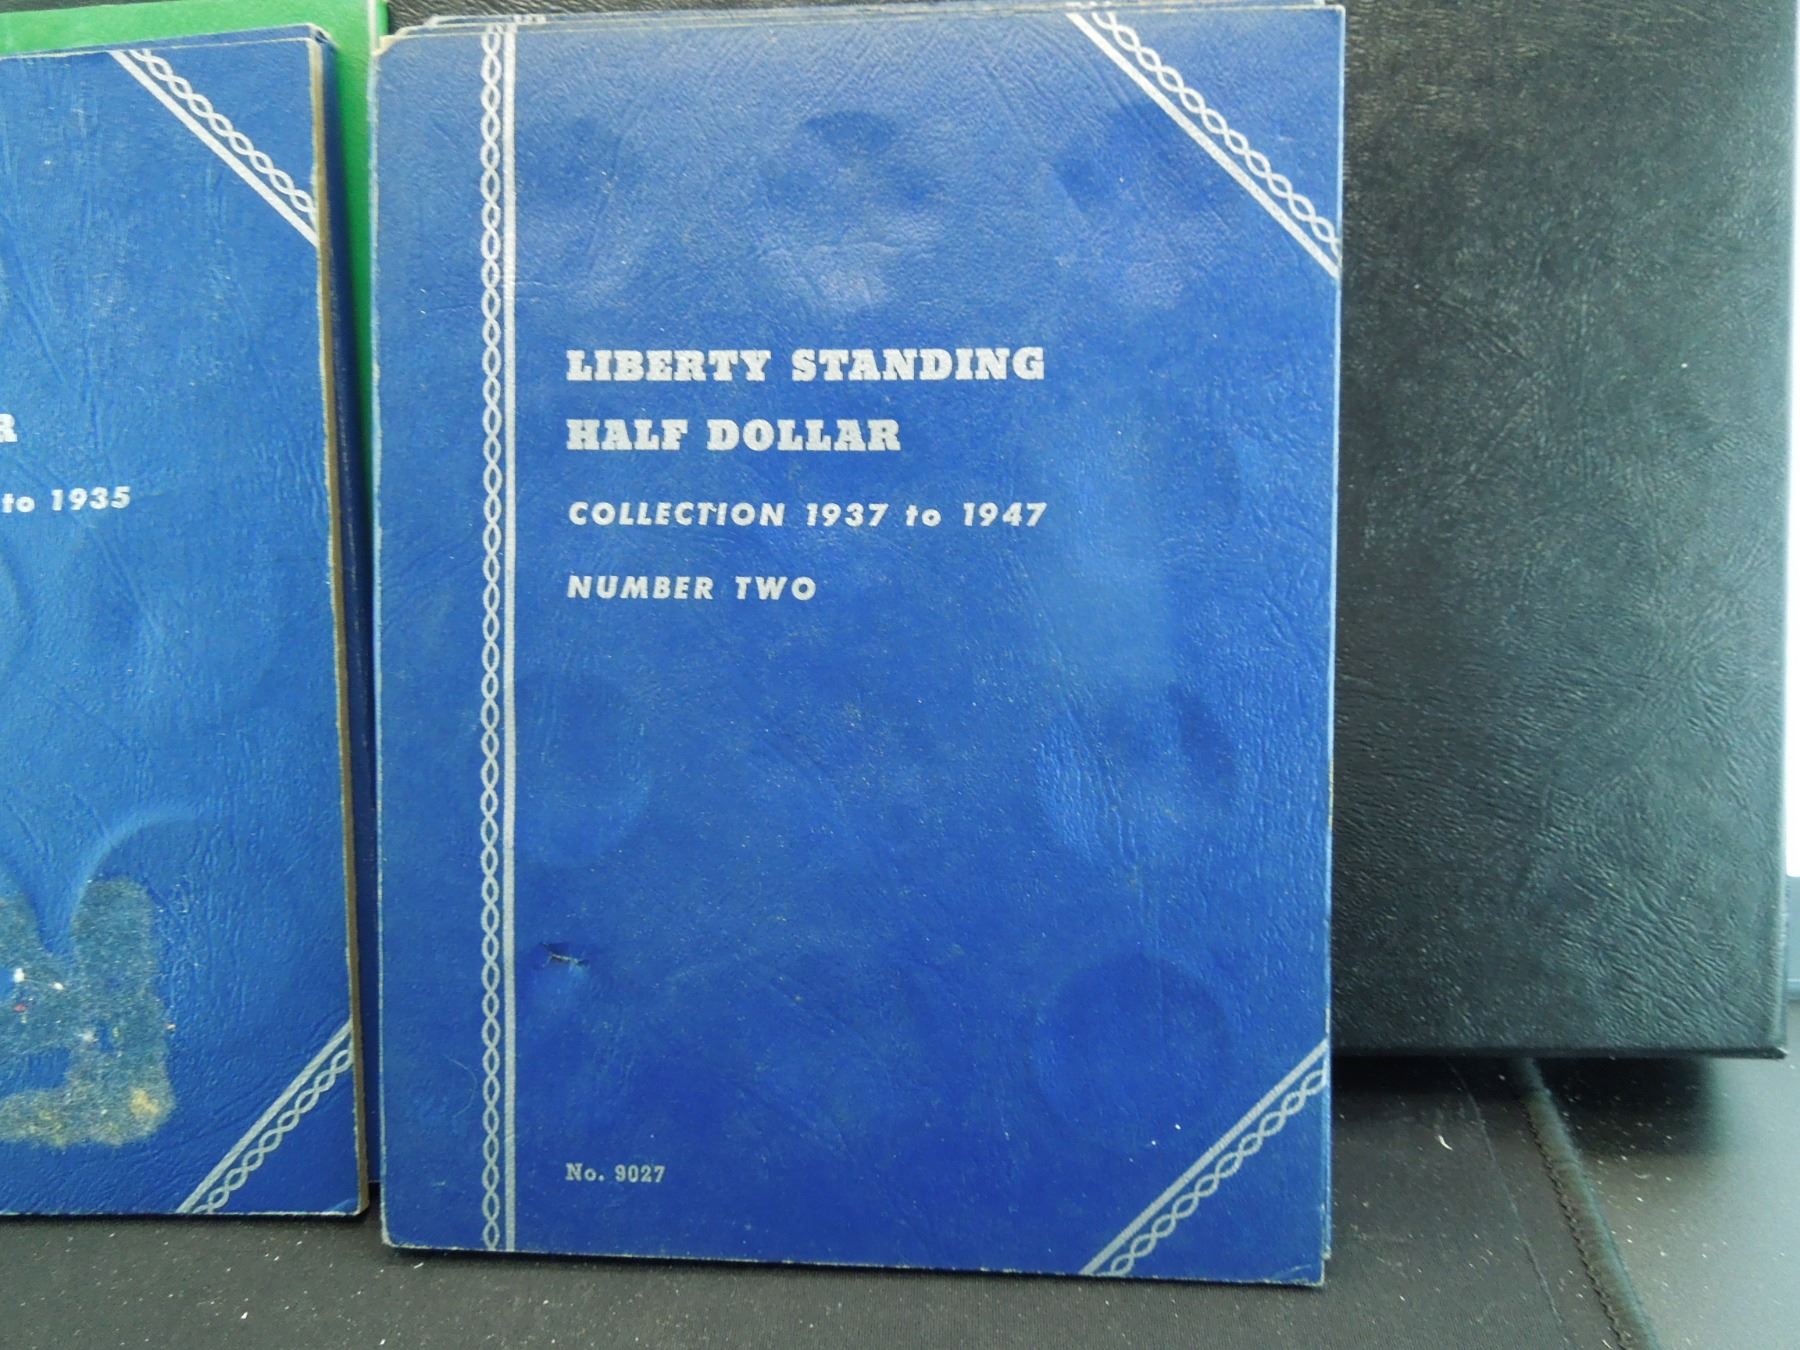 R
to 1935
LIBERTY STANDING
HALF DOLLAR
COLLECTION 1937 to 1947
NUMBER TWO
No. 9027